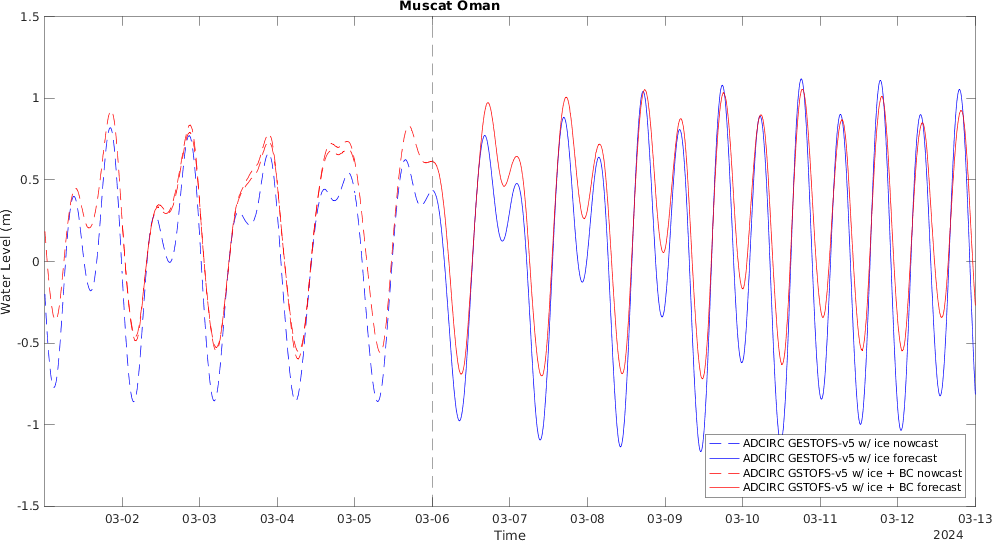 Muscat Oman
1.5
1
0.5
0
-0.5
-1
-1.5
Water Level (m)
ADCIRC GESTOFS-v5 w/ ice nowcast
ADCIRC GESTOFS-v5 w/ ice forecast
ADCIRC GSTOFS-v5 w/ ice + BC nowcast
ADCIRC GSTOFS-v5 w/ ice + BC forecast
03-02 03-03 03-04 03-05 03-06 03-07 03-08 03-09 03-10 03-11 03-12 03-13
Time
2024